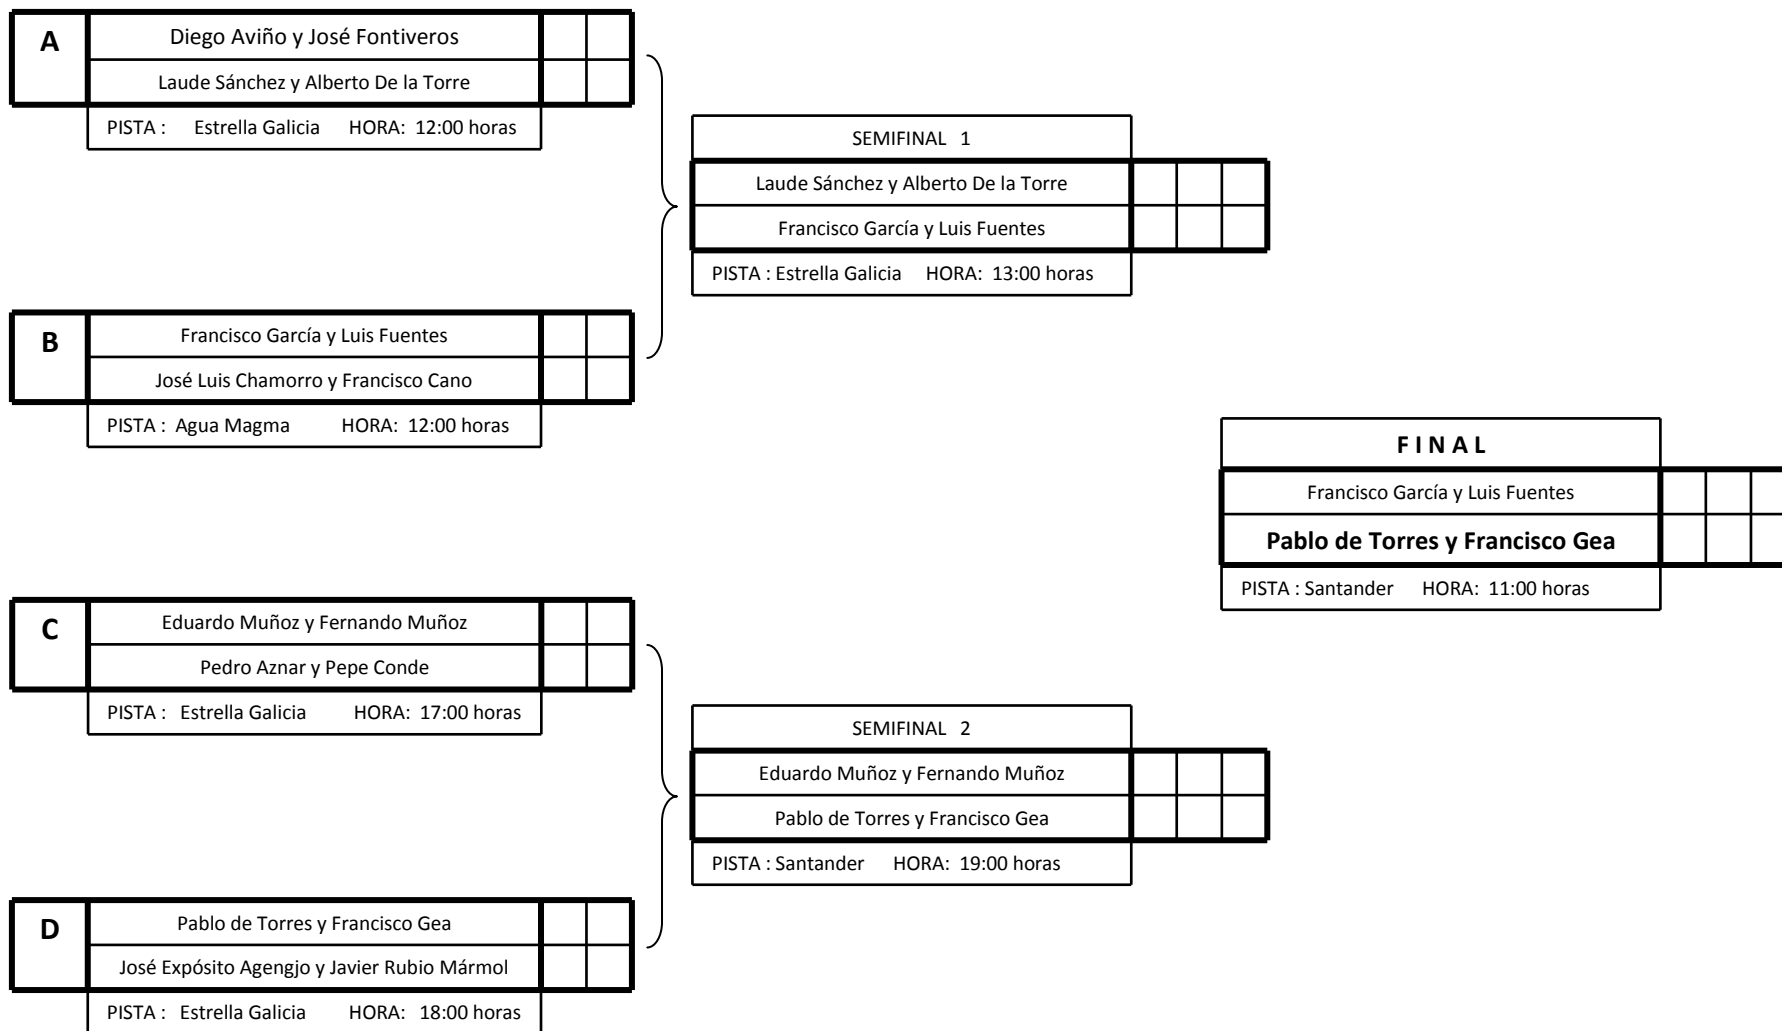 A
Diego Aviño y José Fontiveros
Laude Sánchez y Alberto De la Torre
PISTA : Estrella Galicia HORA: 12:00 horas
SEMIFINAL 1
Laude Sánchez y Alberto De la Torre
Francisco García y Luis Fuentes
PISTA : Estrella Galicia HORA: 13:00 horas
B
Francisco García y Luis Fuentes
José Luis Chamorro y Francisco Cano
PISTA : Agua Magma HORA: 12:00 horas
F I N A L
Francisco García y Luis Fuentes
Pablo de Torres y Francisco Gea
PISTA : Santander HORA: 11:00 horas
C
Eduardo Muñoz y Fernando Muñoz
Pedro Aznar y Pepe Conde
PISTA : Estrella Galicia HORA: 17:00 horas
SEMIFINAL 2
Eduardo Muñoz y Fernando Muñoz
Pablo de Torres y Francisco Gea
PISTA : Santander HORA: 19:00 horas
D
Pablo de Torres y Francisco Gea
José Expósito Agengjo y Javier Rubio Mármol
PISTA : Estrella Galicia HORA: 18:00 horas